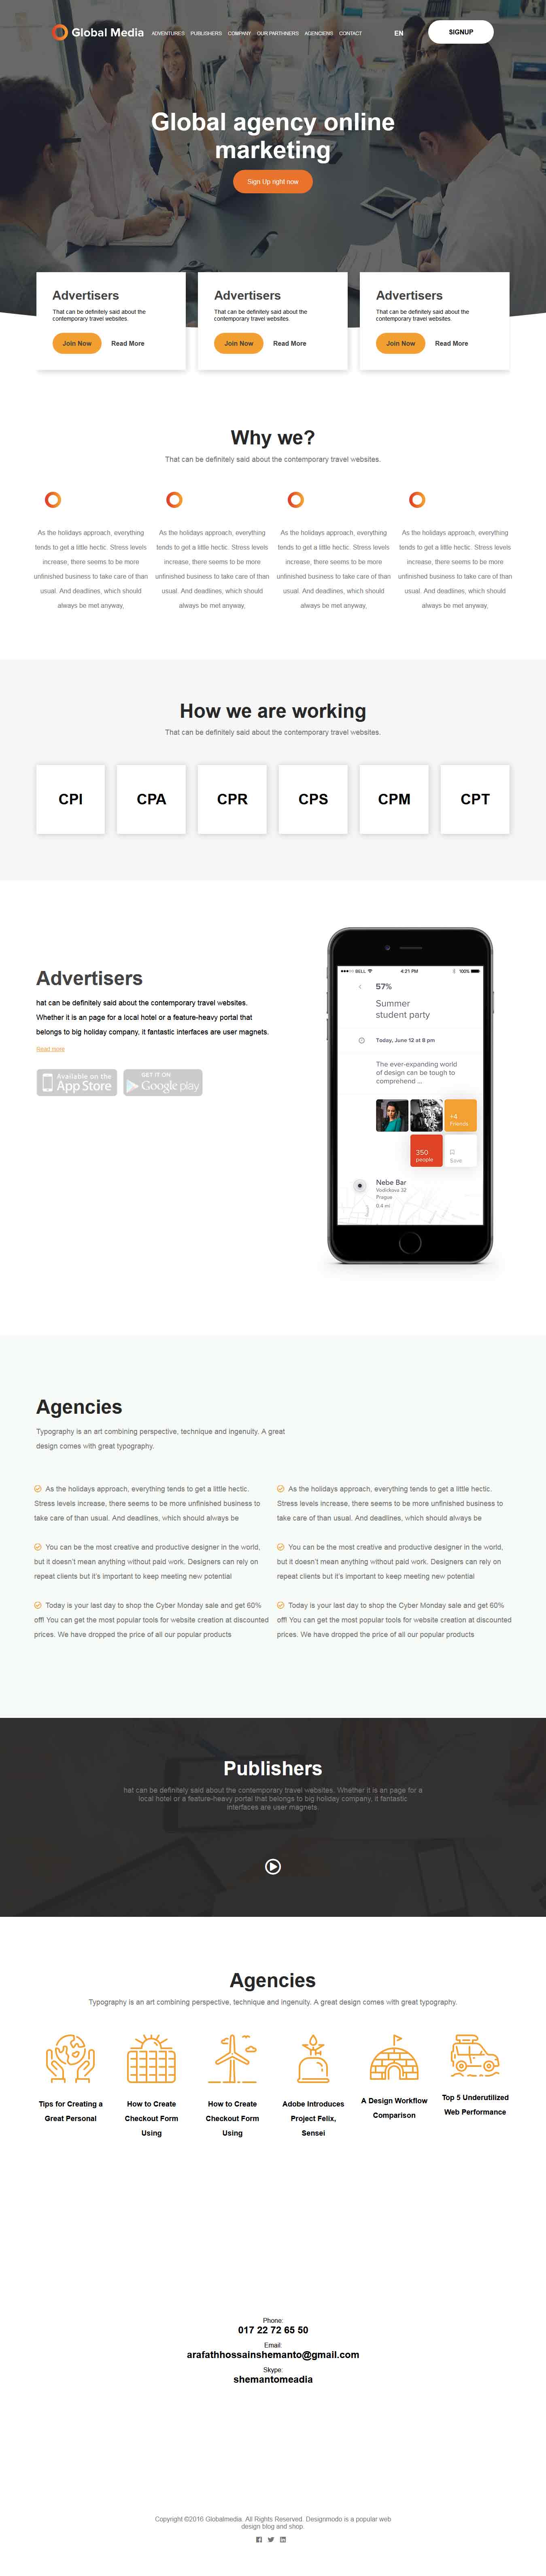 Global Media
ADVENTURES PUBLISHERS COMPANY OUR PARTHNERS AGENCIENS CONTACT
EN
SIGNUP
Global agency online
marketing
Sign Up right now
Advertisers
That can be definitely said about the
contemporary travel websites.
Join Now Read More
Advertisers
That can be definitely said about the
contemporary travel websites.
Join Now Read More
Advertisers
That can be definitely said about the
contemporary travel websites.
Join Now Read More
Why we?
That can be definitely said about the contemporary travel websites.
As the holidays approach, everything
tends to get a little hectic. Stress levels
increase, there seems to be more
unfinished business to take care of than
usual. And deadlines, which should
always be met anyway,
As the holidays approach, everything
tends to get a little hectic. Stress levels
increase, there seems to be more
unfinished business to take care of than
usual. And deadlines, which should
always be met anyway,
As the holidays approach, everything
tends to get a little hectic. Stress levels
increase, there seems to be more
unfinished business to take care of than
usual. And deadlines, which should
always be met anyway,
As the holidays approach, everything
tends to get a little hectic. Stress levels
increase, there seems to be more
unfinished business to take care of than
usual. And deadlines, which should
always be met anyway,
How we are working
That can be definitely said about the contemporary travel websites.
CPI
CPA
CPR
CPS
CPM
CPT
Advertisers
hat can be definitely said about the contemporary travel websites.
Whether it is an page for a local hotel or a feature-heavy portal that
belongs to big holiday company, it fantastic interfaces are user magnets.
Read more
Available on the
App Store
GET IT ON
Google play
BELL 4:21 PM 100%
57%
Summer
student party
Today, June 12 at 8 pm
The ever-expanding world
of design can be tough to
comprehend ...
+4
Friends
350
people
Save
Nebe Bar
Vodickova 32
Prague
0.4 mi
Agencies
Typography is an art combining perspective, technique and ingenuity. A great
design comes with great typography.
As the holidays approach, everything tends to get a little hectic.
Stress levels increase, there seems to be more unfinished business to
take care of than usual. And deadlines, which should always be
You can be the most creative and productive designer in the world,
but it doesn't mean anything without paid work. Designers can rely on
repeat clients but it's important to keep meeting new potential
Today is your last day to shop the Cyber Monday sale and get 60%
off! You can get the most popular tools for website creation at discounted
prices. We have dropped the price of all our popular products
As the holidays approach, everything tends to get a little hectic.
Stress levels increase, there seems to be more unfinished business to
take care of than usual. And deadlines, which should always be
You can be the most creative and productive designer in the world,
but it doesn't mean anything without paid work. Designers can rely on
repeat clients but it's important to keep meeting new potential
Today is your last day to shop the Cyber Monday sale and get 60%
off! You can get the most popular tools for website creation at discounted
prices. We have dropped the price of all our popular products
Publishers
hat can be definitely said about the contemporary travel websites. Whether it is an page for a
local hotel or a feature-heavy portal that belongs to big holiday company, it fantastic
interfaces are user magnets.
Agencies
Typography is an art combining perspective, technique and ingenuity. A great design comes with great typography.
Tips for Creating a
Great Personal
How to Create
Checkout Form
Using
How to Create
Checkout Form
Using
Adobe Introduces
Project Felix,
Sensei
A Design Workflow
Comparison
Top 5 Underutilized
Web Performance
Phone:
017 22 72 65 50
Email:
arafathhossainshemanto@gmail.com
Skype:
shemantomeadia
Copyright ©2016 Globalmedia. All Rights Reserved. Designmodo is a popular web
design blog and shop.